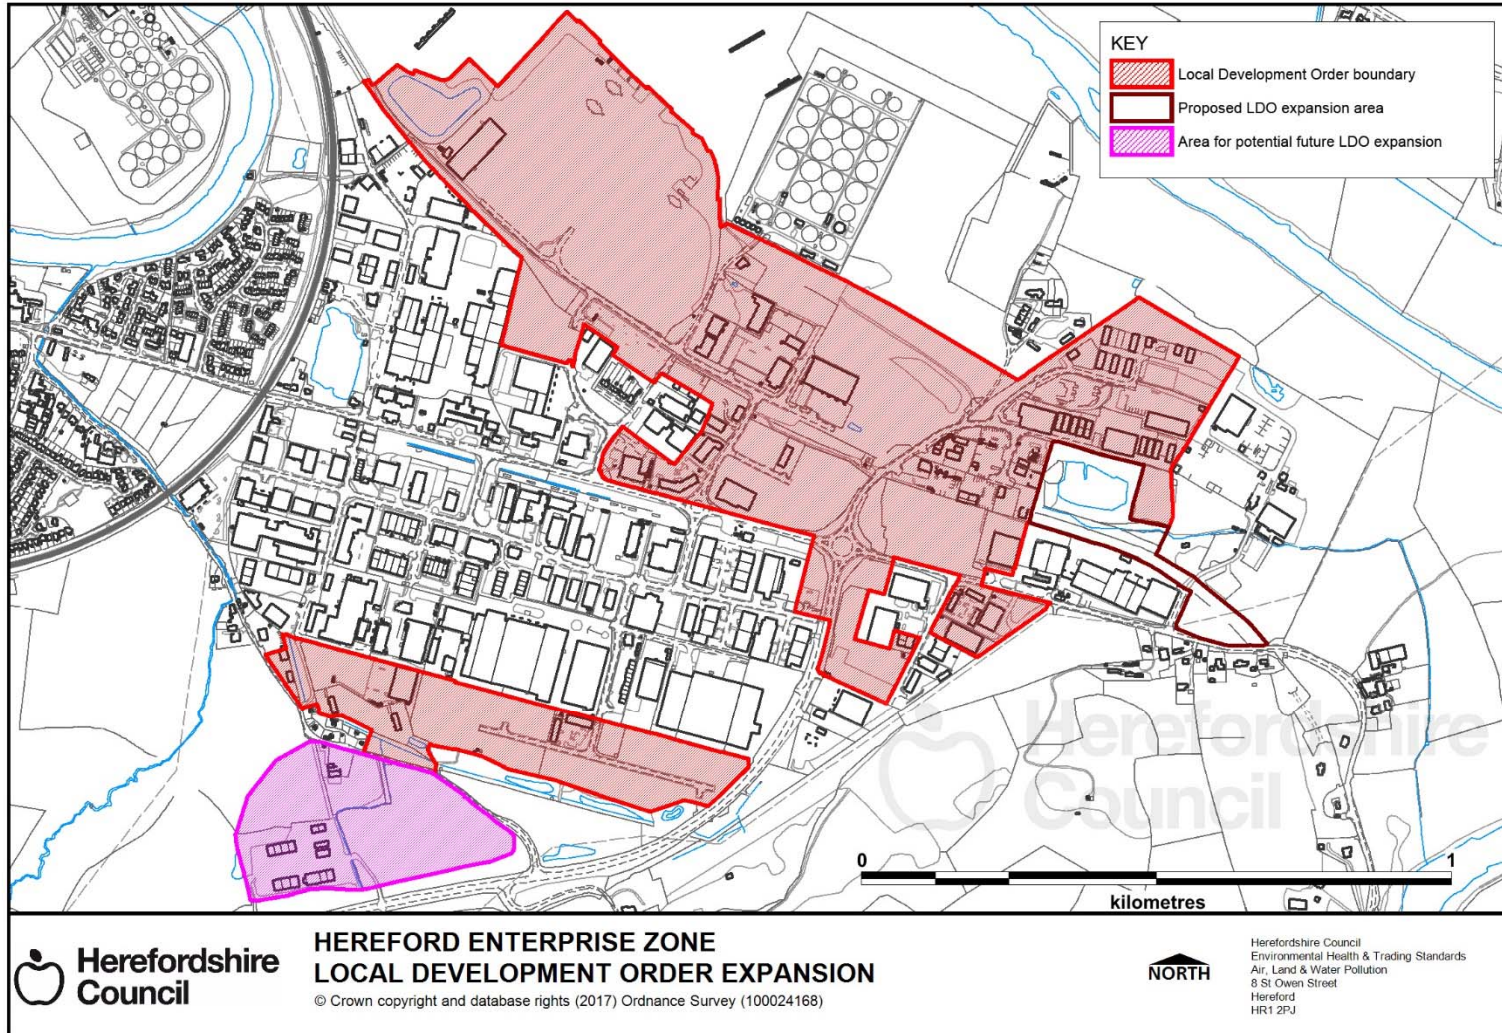 KEY
Local Development Order boundary
Proposed LDO expansion area
Area for potential future LDO expansion
Herefordshire
Council
0 1
kilometres
Herefordshire
Council
HEREFORD ENTERPRISE ZONE
LOCAL DEVELOPMENT ORDER EXPANSION
© Crown copyright and database rights (2017) Ordnance Survey (100024168)
NORTH
Herefordshire Council
Environmental Health & Trading Standards
Air, Land & Water Pollution
8 St Owen Street
Hereford
HR1 2PJ